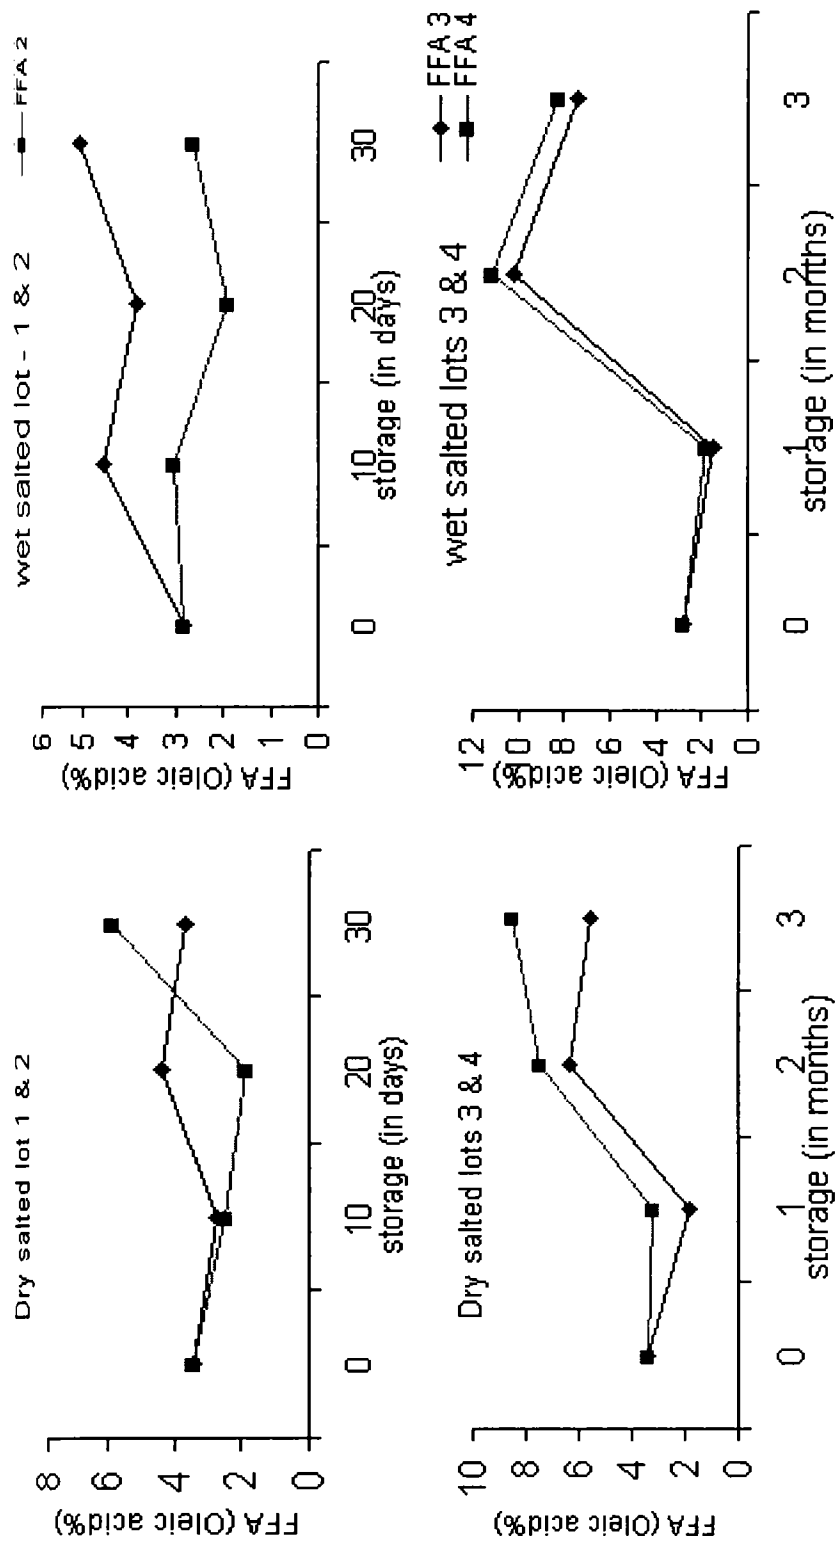 Dry salted lot 1 & 2
FFA (Oleic acid%)
8
6
4
2
0
0
10
20
30
storage (in days)
wet salted lot - 1 & 2
FFA 2
FFA (Oleic acid%)
6
5
4
3
2
1
0
0
10
20
30
storage (in days)
Dry salted lots 3 & 4
FFA (Oleic acid%)
10
8
6
4
2
0
0
1
2
3
storage (in months)
wet salted lots 3 & 4
FFA 3
FFA 4
FFA (Oleic acid%)
12
10
8
6
4
2
0
0
1
2
3
storage (in months)